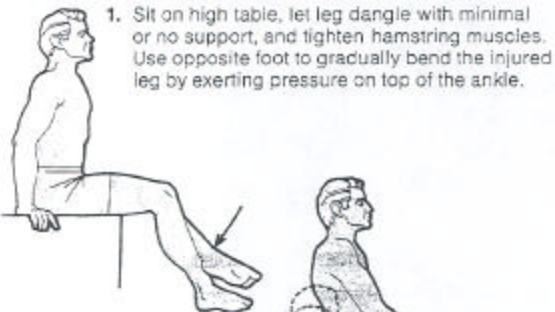 1. Sit on high table, let leg dangle with minimal
or no support, and tighten hamstring muscles.
Use opposite foot to gradually bend the injured
leg by exerting pressure on top of the ankle.